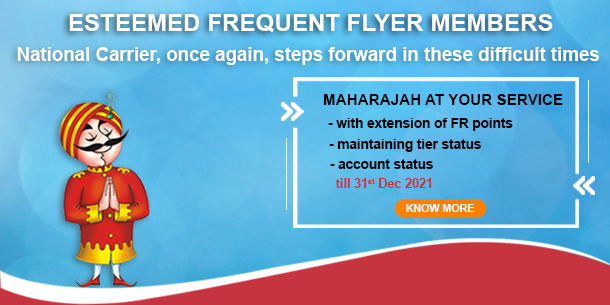 ESTEEMED FREQUENT FLYER MEMBERS
National Carrier, once again, steps forward in these difficult times
MAHARAJAH AT YOUR SERVICE
- with extension of FR points
- maintaining tier status
- account status
till 31st Dec 2021
KNOW MORE